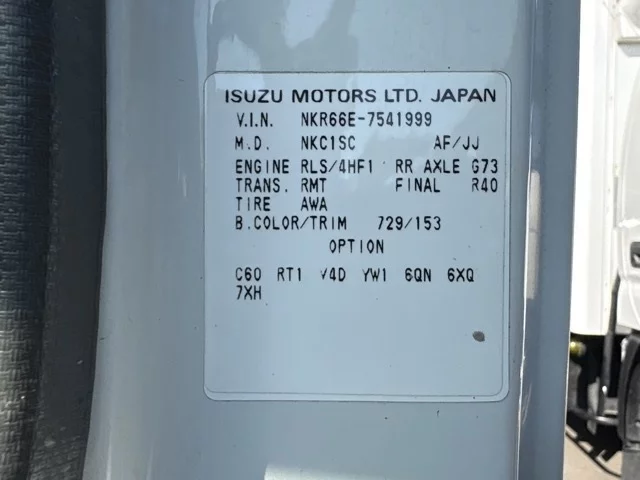 ISUZU MOTORS LTD. JAPAN
V.I.N. NKR66E-7541999
M.D. NKC1SC AF/JJ
ENGINE RLS/4HF1 RR AXLE G73
TRANS. RMT FINAL R40
TIRE AWA
B.COLOR/TRIM 729/153
OPTION
C60 RT1 V4D YW1 6QN 6XQ
7XH